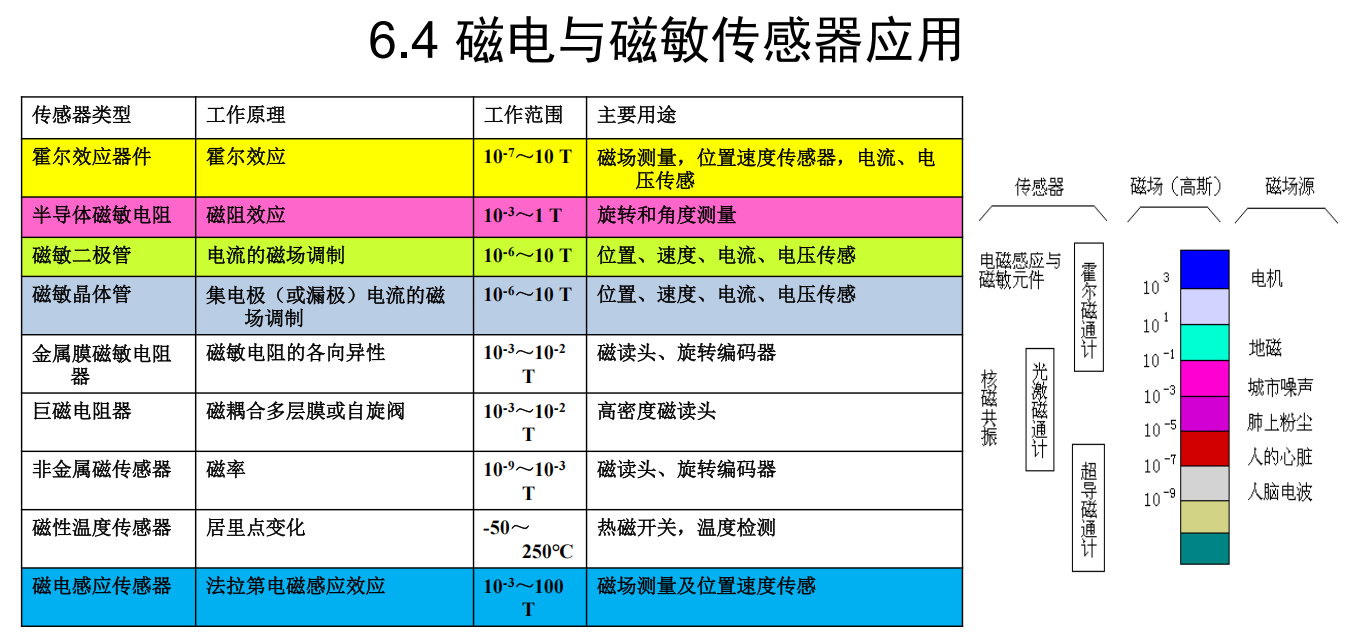 6.4 磁电与磁敏传感器应用
传感器类型 工作原理 工作范围 主要用途
霍尔效应器件 霍尔效应 10⁻⁷～10 T 磁场测量，位置速度传感器，电流、电
压传感
半导体磁敏电阻 磁阻效应 10⁻³～1 T 旋转和角度测量
磁敏二极管 电流的磁场调制 10⁻⁶～10 T 位置、速度、电流、电压传感
磁敏晶体管 集电极（或漏极）电流的磁 10⁻⁶～10 T 位置、速度、电流、电压传感
场调制
金属膜磁敏电阻 磁敏电阻的各向异性 10⁻³～10⁻² 磁读头、旋转编码器
器 T
巨磁电阻器 磁耦合多层膜或自旋阀 10⁻³～10⁻² 高密度磁读头
T
非金属磁传感器 磁率 10⁻⁹～10⁻³ 磁读头、旋转编码器
T
磁性温度传感器 居里点变化 -50～ 热磁开关，温度检测
250°C
磁电感应传感器 法拉第电磁感应效应 10⁻³～100 磁场测量及位置速度传感
T
传感器 磁场（高斯） 磁场源
电磁感应与
磁敏元件
霍尔磁通计
核磁共振
光激磁通计
超导磁通计
10³
10¹
10⁻¹
10⁻³
10⁻⁵
10⁻⁷
10⁻⁹
电机
地磁
城市噪声
肺上粉尘
人的心脏
人脑电波